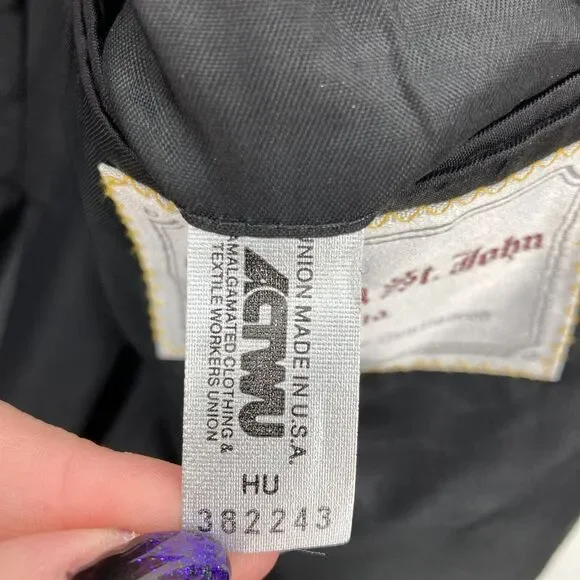 UNION MADE IN U.S.A.
ACTWU
AMALGAMATED CLOTHING &
TEXTILE WORKERS UNION
HU
382243
St. John